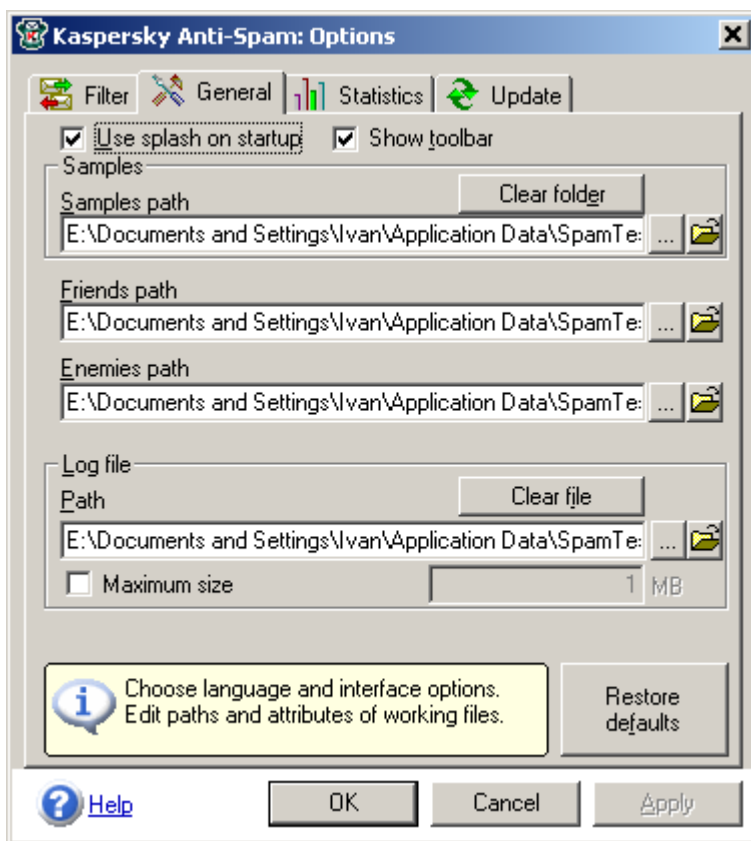 Kaspersky Anti-Spam: Options
Filter General Statistics Update
Use splash on startup Show toolbar
Samples
Samples path Clear folder
E:\Documents and Settings\Ivan\Application Data\SpamTe ...
Friends path
E:\Documents and Settings\Ivan\Application Data\SpamTe ...
Enemies path
E:\Documents and Settings\Ivan\Application Data\SpamTe ...
Log file
Path Clear file
E:\Documents and Settings\Ivan\Application Data\SpamTe ...
Maximum size 1 MB
Choose language and interface options.
Edit paths and attributes of working files.
Restore
defaults
Help OK Cancel Apply